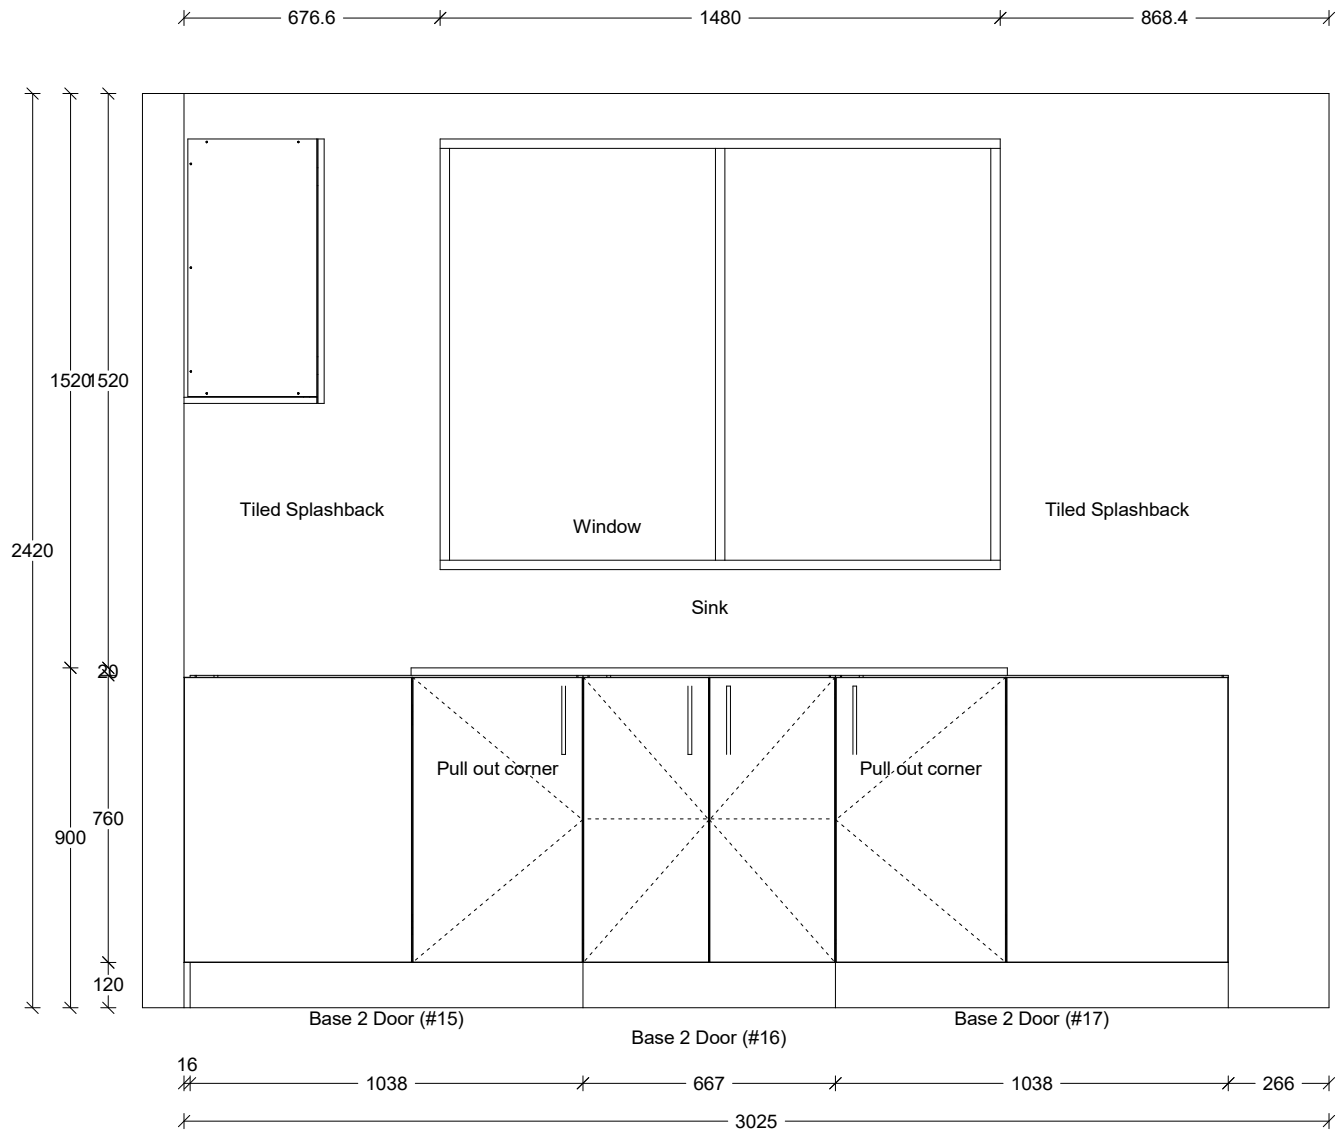 676.6 1480 868.4
1520 1520
Tiled Splashback Tiled Splashback
Window
2420
Sink
20
Pull out corner Pull out corner
760
900
120
Base 2 Door (#15) Base 2 Door (#17)
Base 2 Door (#16)
16
1038 667 1038 266
3025